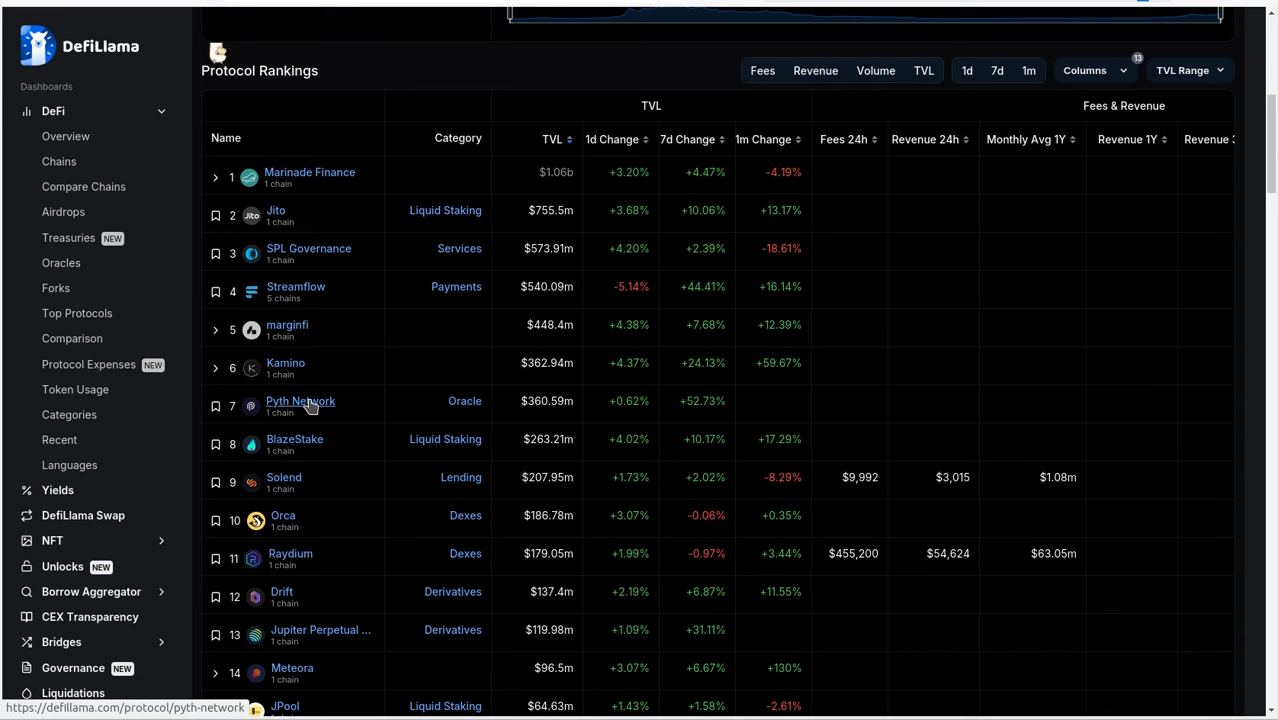 DefiLlama
Dashboards
DeFi
Overview
Chains
Compare Chains
Airdrops
Treasuries NEW
Oracles
Forks
Top Protocols
Comparison
Protocol Expenses NEW
Token Usage
Categories
Recent
Languages
Yields
DefiLlama Swap
NFT
Unlocks NEW
Borrow Aggregator
CEX Transparency
Bridges
Governance NEW
Liquidations
https://defillama.com/protocol/pyth-network
Protocol Rankings
Fees Revenue Volume TVL 1d 7d 1m Columns 13 TVL Range
TVL Fees & Revenue
Name Category TVL 1d Change 7d Change 1m Change Fees 24h Revenue 24h Monthly Avg 1Y Revenue 1Y Revenue
1 Marinade Finance $1.06b +3.20% +4.47% -4.19%
1 chain
2 Jito Jito Liquid Staking $755.5m +3.68% +10.06% +13.17%
1 chain
3 SPL Governance Services $573.91m +4.20% +2.39% -18.61%
1 chain
4 Streamflow Payments $540.09m -5.14% +44.41% +16.14%
5 chains
5 marginfi $448.4m +4.38% +7.68% +12.39%
1 chain
6 Kamino $362.94m +4.37% +24.13% +59.67%
1 chain
7 Pyth Network Oracle $360.59m +0.62% +52.73%
1 chain
8 BlazeStake Liquid Staking $263.21m +4.02% +10.17% +17.29%
1 chain
9 Solend Lending $207.95m +1.73% +2.02% -8.29% $9,992 $3,015 $1.08m
1 chain
10 Orca Dexes $186.78m +3.07% -0.06% +0.35%
1 chain
11 Raydium Dexes $179.05m +1.99% -0.97% +3.44% $455,200 $54,624 $63.05m
1 chain
12 Drift Derivatives $137.4m +2.19% +6.87% +11.55%
1 chain
13 Jupiter Perpetual ... Derivatives $119.98m +1.09% +31.11%
1 chain
14 Meteora $96.5m +3.07% +6.67% +130%
1 chain
JPool Liquid Staking $64.63m +1.43% +1.58% -2.61%